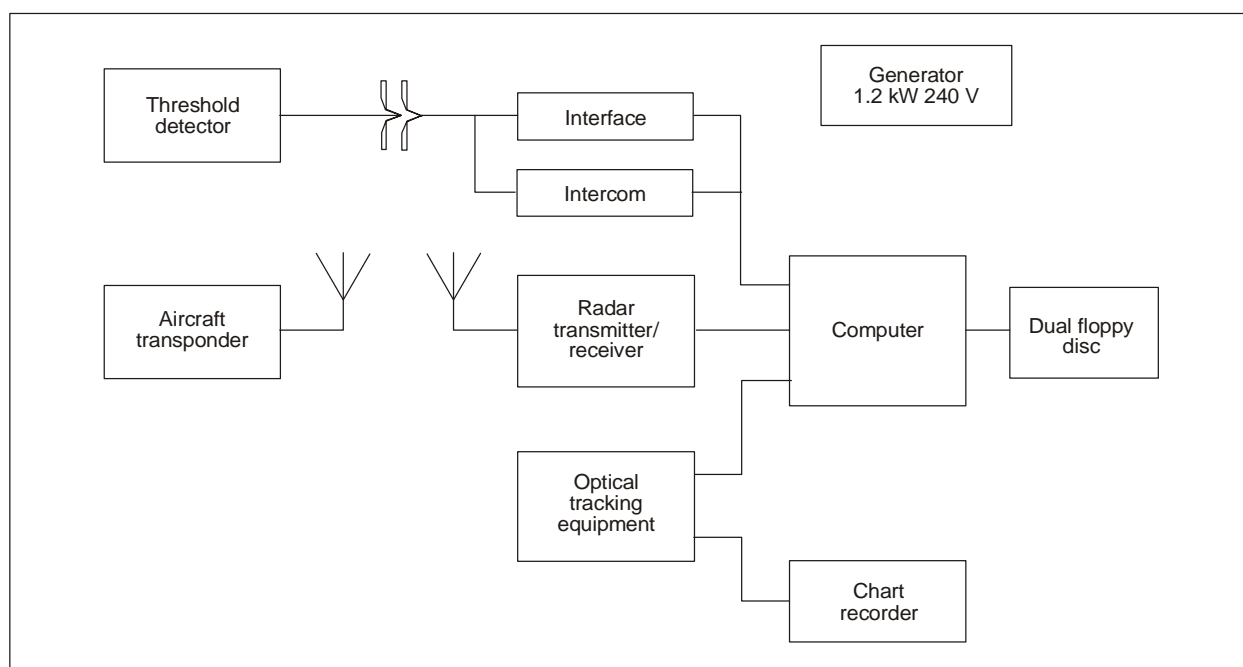 Threshold
detector
Interface
Intercom
Generator
1.2 kW 240 V
Aircraft
transponder
Radar
transmitter/
receiver
Computer
Dual floppy
disc
Optical
tracking
equipment
Chart
recorder